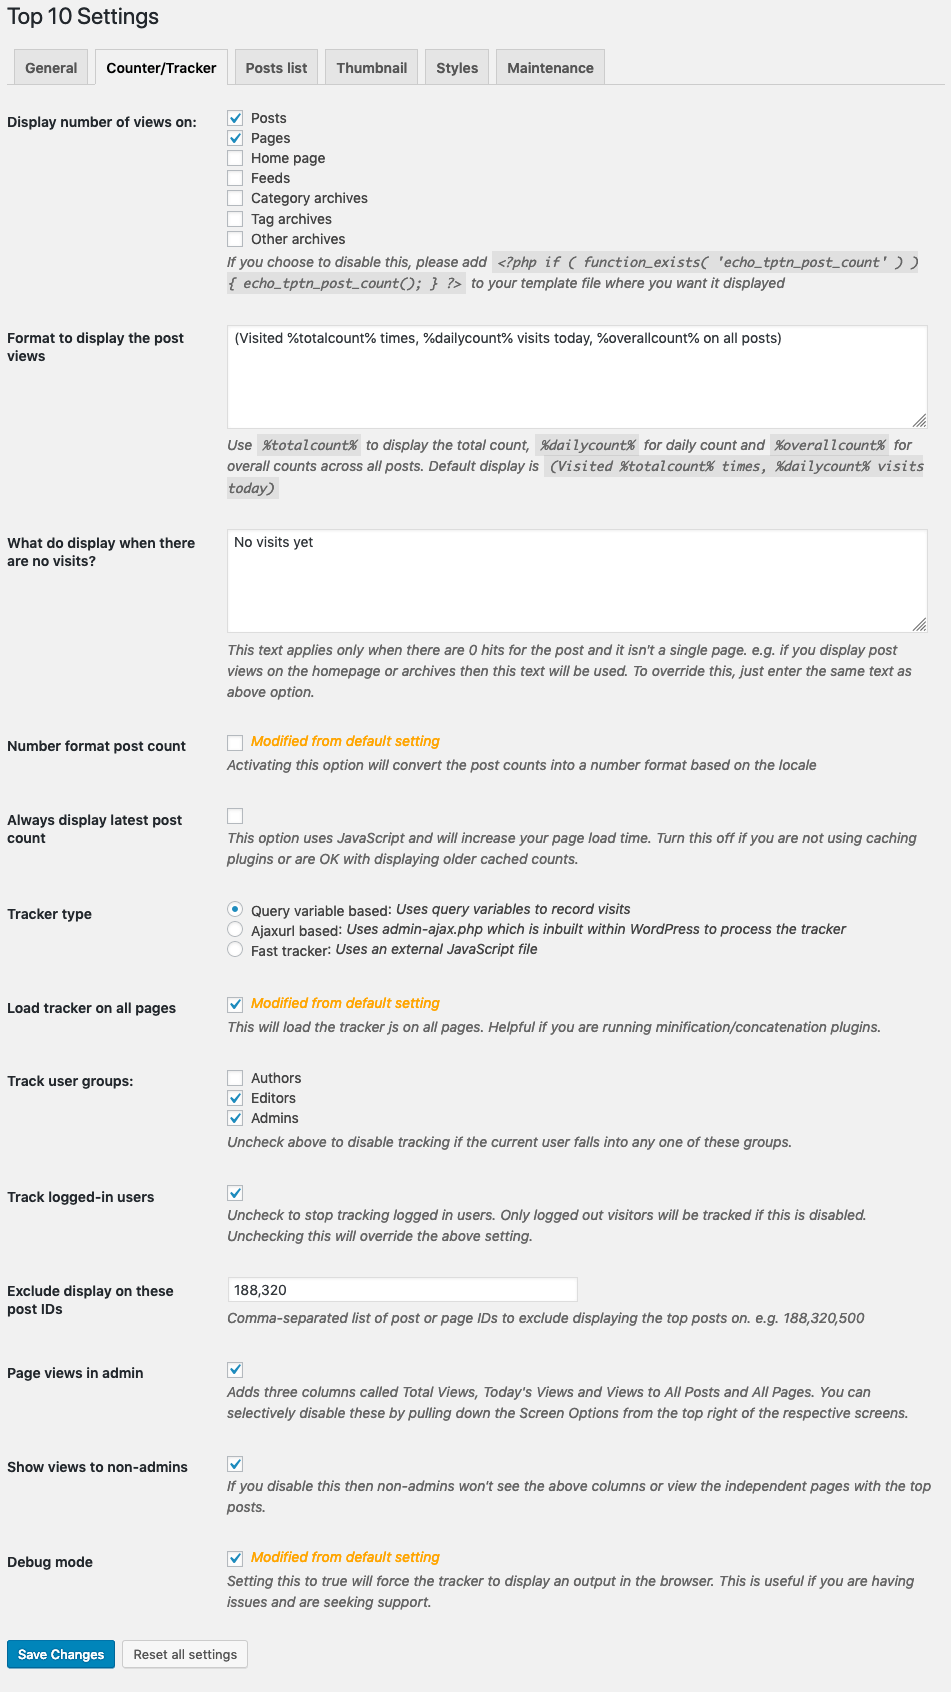 Top 10 Settings
General
Counter/Tracker
Posts list
Thumbnail
Styles
Maintenance
Display number of views on:
Posts
Pages
Home page
Feeds
Category archives
Tag archives
Other archives
If you choose to disable this, please add <?php if ( function_exists( 'echo_tptn_post_count' ) )
{ echo_tptn_post_count(); } ?> to your template file where you want it displayed
Format to display the post
views
(Visited %totalcount% times, %dailycount% visits today, %overallcount% on all posts)
Use %totalcount% to display the total count, %dailycount% for daily count and %overallcount% for
overall counts across all posts. Default display is (Visited %totalcount% times, %dailycount% visits
today)
What do display when there
are no visits?
No visits yet
This text applies only when there are 0 hits for the post and it isn't a single page. e.g. if you display post
views on the homepage or archives then this text will be used. To override this, just enter the same text as
above option.
Number format post count
Modified from default setting
Activating this option will convert the post counts into a number format based on the locale
Always display latest post
count
This option uses JavaScript and will increase your page load time. Turn this off if you are not using caching
plugins or are OK with displaying older cached counts.
Tracker type
Query variable based: Uses query variables to record visits
Ajaxurl based: Uses admin-ajax.php which is inbuilt within WordPress to process the tracker
Fast tracker: Uses an external JavaScript file
Load tracker on all pages
Modified from default setting
This will load the tracker js on all pages. Helpful if you are running minification/concatenation plugins.
Track user groups:
Authors
Editors
Admins
Uncheck above to disable tracking if the current user falls into any one of these groups.
Track logged-in users
Uncheck to stop tracking logged in users. Only logged out visitors will be tracked if this is disabled.
Unchecking this will override the above setting.
Exclude display on these
post IDs
188,320
Comma-separated list of post or page IDs to exclude displaying the top posts on. e.g. 188,320,500
Page views in admin
Adds three columns called Total Views, Today's Views and Views to All Posts and All Pages. You can
selectively disable these by pulling down the Screen Options from the top right of the respective screens.
Show views to non-admins
If you disable this then non-admins won't see the above columns or view the independent pages with the top
posts.
Debug mode
Modified from default setting
Setting this to true will force the tracker to display an output in the browser. This is useful if you are having
issues and are seeking support.
Save Changes
Reset all settings